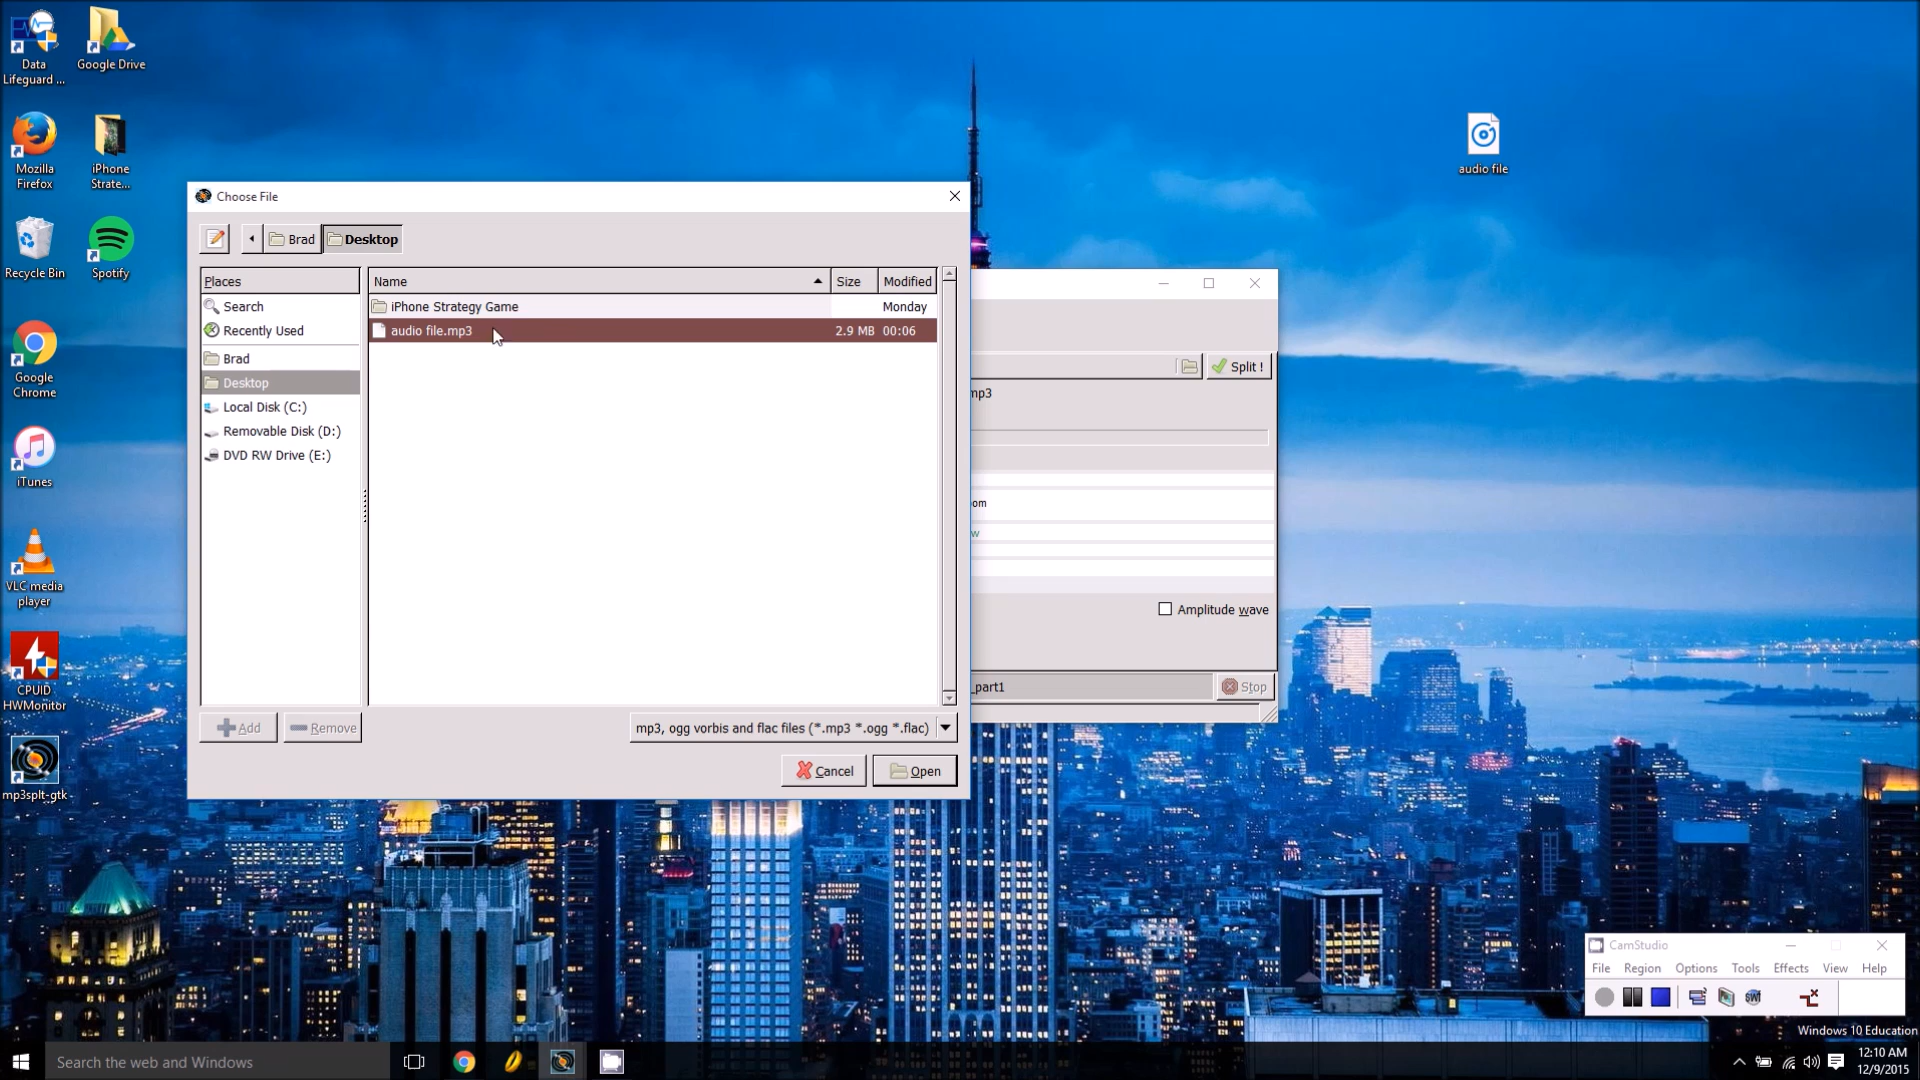 Data
Lifeguard ...
Google Drive
Mozilla
Firefox
iPhone
Strate...
Recycle Bin
Spotify
Google
Chrome
iTunes
VLC media
player
CPUID
HWMonitor
mp3splt-gtk
audio file
Choose File
Brad
Desktop
Places
Search
Recently Used
Brad
Desktop
Local Disk (C:)
Removable Disk (D:)
DVD RW Drive (E:)
Name Size Modified
iPhone Strategy Game Monday
audio file.mp3 2.9 MB 00:06
Add
Remove
mp3, ogg vorbis and flac files (*.mp3 *.ogg *.flac)
Cancel
Open
Split !
mp3
om
w
Amplitude wave
_part1
Stop
CamStudio
File Region Options Tools Effects View Help
Windows 10 Education
Search the web and Windows
12:10 AM
12/9/2015